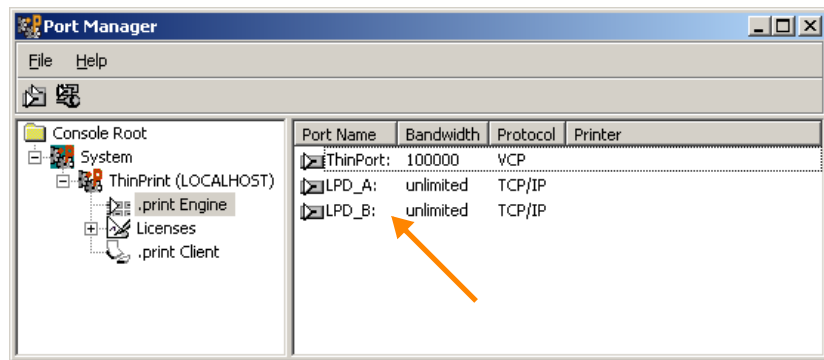 Port Manager
File Help
Console Root
System
ThinPrint (LOCALHOST)
.print Engine
Licenses
.print Client
Port Name Bandwidth Protocol Printer
ThinPort: 100000 VCP
LPD_A: unlimited TCP/IP
LPD_B: unlimited TCP/IP